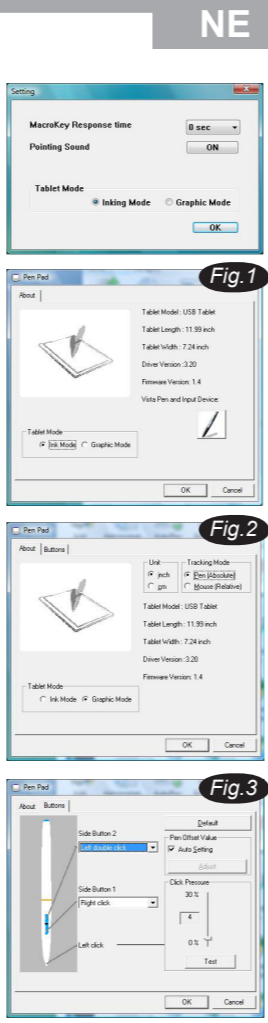 NE
Setting
MacroKey Response time
0 sec
Pointing Sound
ON
Tablet Mode
Inking Mode
Graphic Mode
OK
Fig.1
Pen Pad
About
Tablet Model : USB Tablet
Tablet Length : 11.99 inch
Tablet Width : 7.24 inch
Driver Version :3.20
Firmware Version: 1.4
Vista Pen and Input Device:
Tablet Mode
Ink Mode
Graphic Mode
OK
Cancel
Fig.2
Pen Pad
About
Buttons
Unit
inch
cm
Tracking Mode
Pen (Absolute)
Mouse (Relative)
Tablet Model : USB Tablet
Tablet Length : 11.99 inch
Tablet Width : 7.24 inch
Driver Version :3.20
Firmware Version: 1.4
Tablet Mode
Ink Mode
Graphic Mode
OK
Cancel
Fig.3
Pen Pad
About
Buttons
Side Button 2
Left double click
Side Button 1
Right click
Left click
Default
Pen Offset Value
Auto Setting
Adjust
Click Pressure
30 %
4
0 %
Test
OK
Cancel